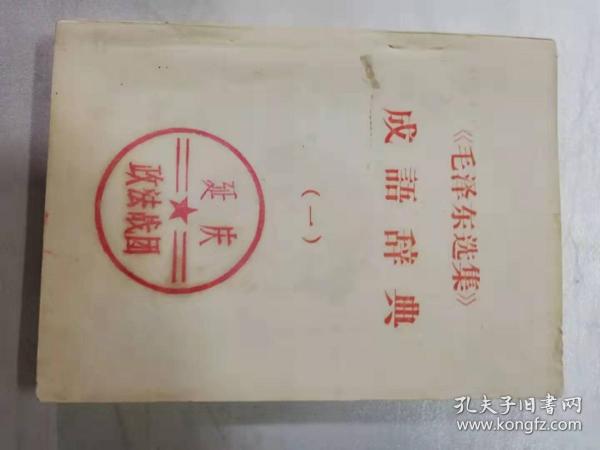 《毛泽东选集》
成語辞典
（一）
延庆
政法战团
孔夫子旧书网
www.kongfz.com